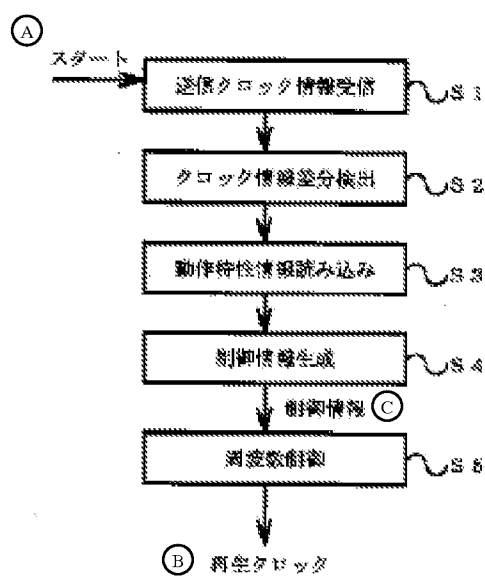 A
スタート
送信クロック情報受信
S1
クロック情報差分検出
S2
動作特性情報読み込み
S3
制御情報生成
S4
制御情報 C
周波数制御
S5
B 再生クロック